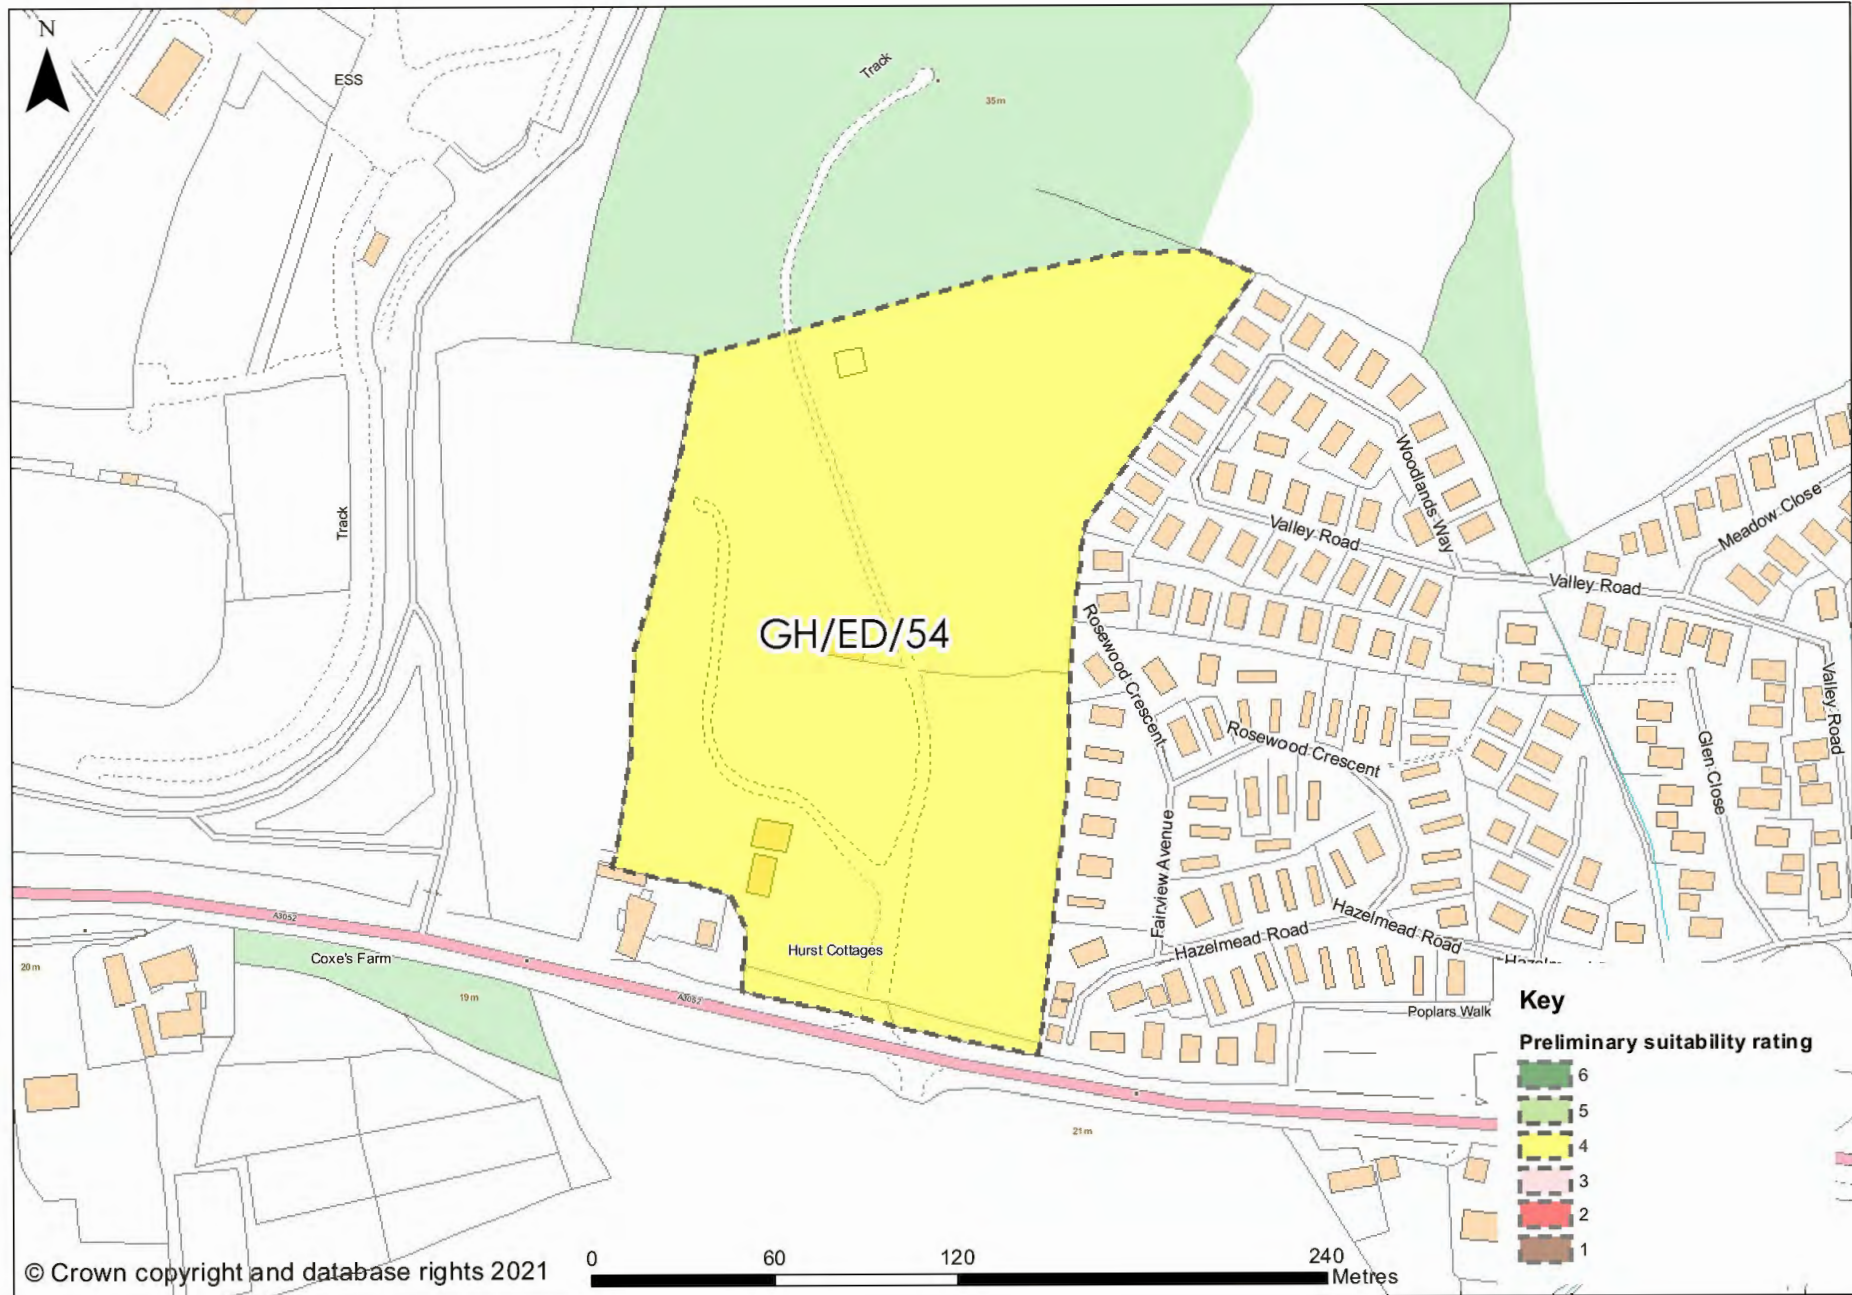 N
ESS
Track
35m
Track
Woodlands Way
Valley Road
Meadow Close
Valley Road
GH/ED/54
Rosewood Crescent
Rosewood Crescent
Valley Road
Glen Close
Fairview Avenue
Hazelmead Road
Hazelmead Road
A3052
Hurst Cottages
Coxe's Farm
20m
19m
A3052
Poplars Walk
21m
Key
Preliminary suitability rating
6
5
4
3
2
1
© Crown copyright and database rights 2021
0 60 120 240
Metres